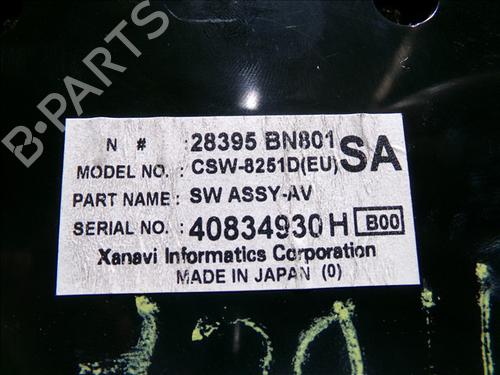 N # : 28395 BN801 SA
MODEL NO. : CSW-8251D(EU)
PART NAME : SW ASSY-AV
SERIAL NO. : 40834930 H B00
Xanavi Informatics Corporation
MADE IN JAPAN (0)
B-PARTS